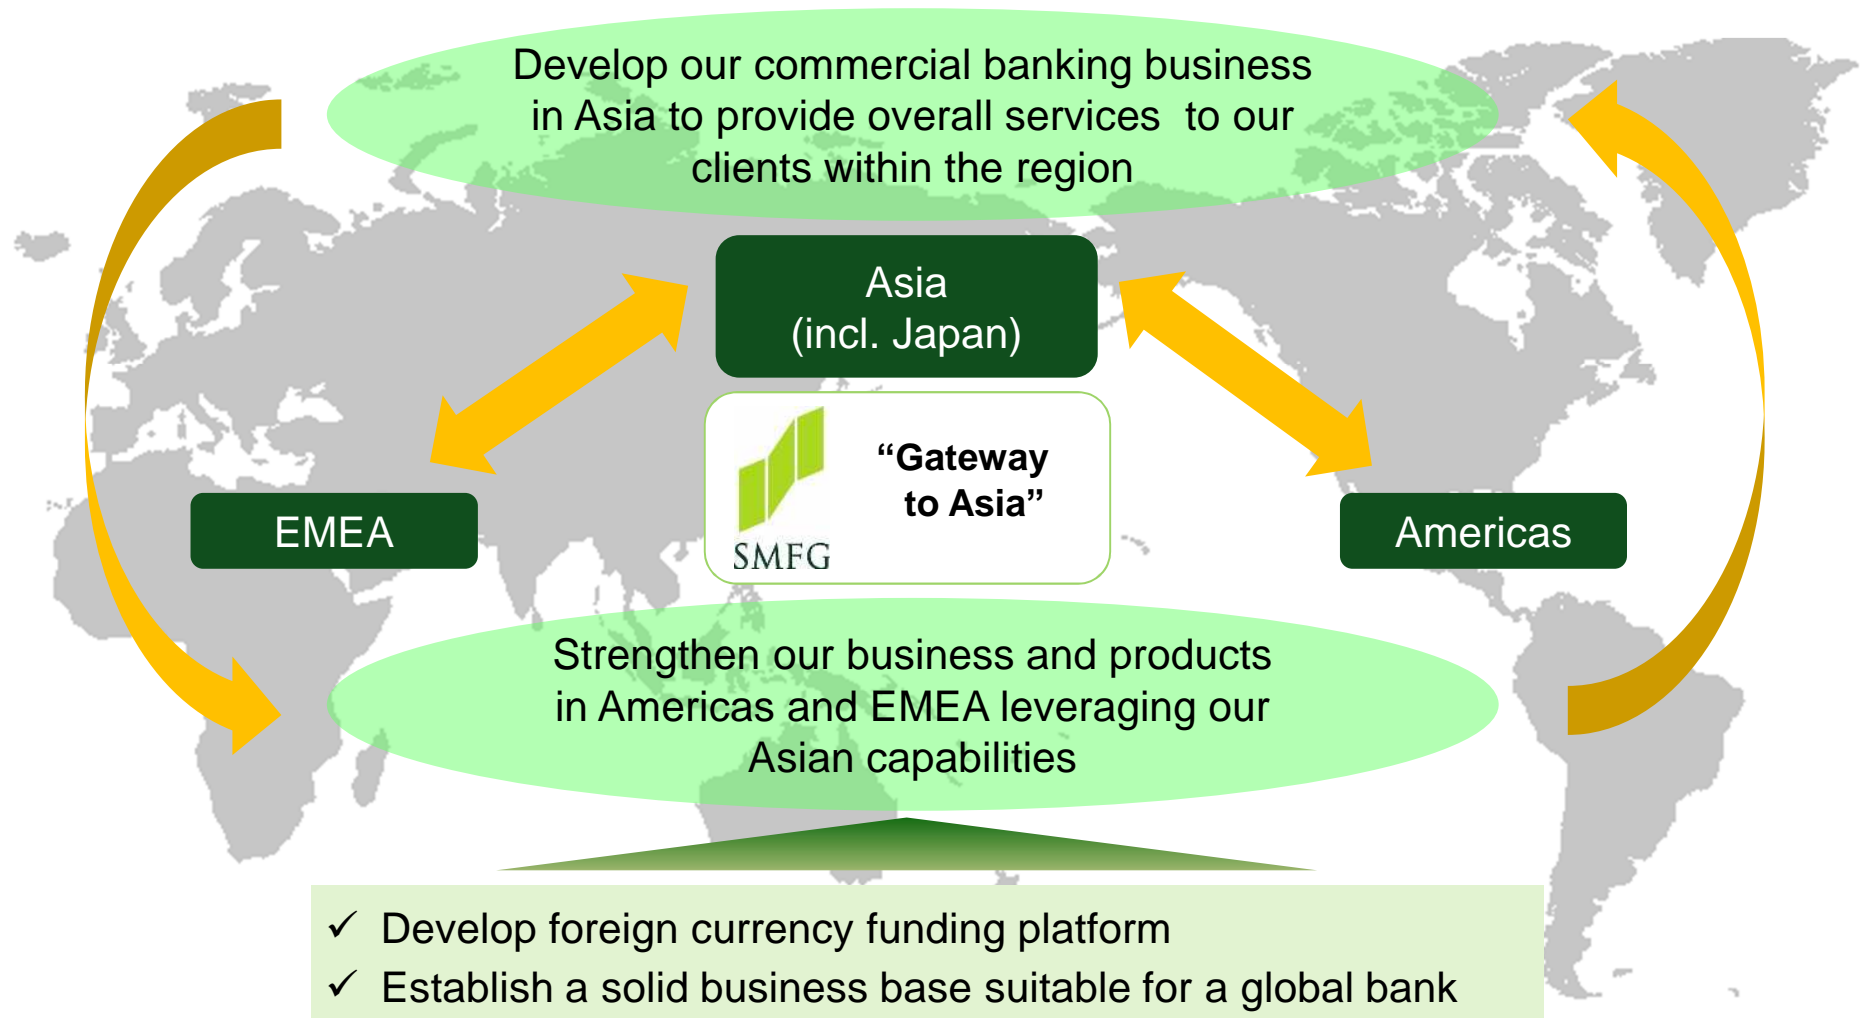 Develop our commercial banking business
in Asia to provide overall services  to our
clients within the region
Asia
(incl. Japan)
“Gateway
to Asia”
SMFG
EMEA
Americas
Strengthen our business and products
in Americas and EMEA leveraging our
Asian capabilities
✓ Develop foreign currency funding platform
✓ Establish a solid business base suitable for a global bank